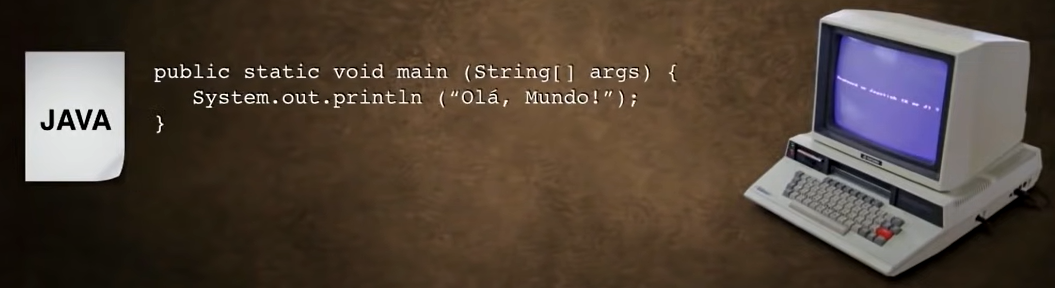 JAVA
public static void main (String[] args) {
System.out.println (“Olá, Mundo!”);
}